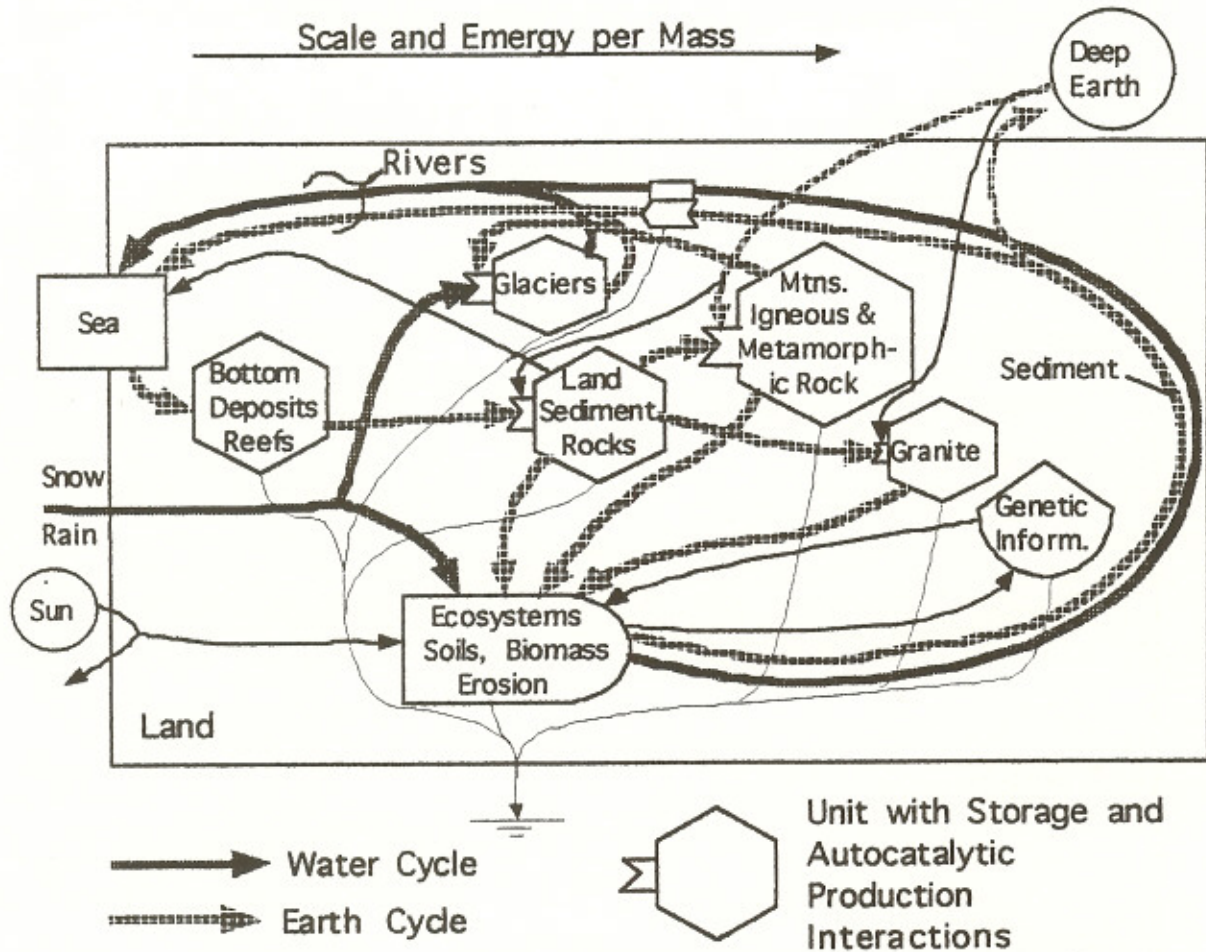 Scale and Emergy per Mass
Deep
Earth
Rivers
Glaciers
Mtns.
Igneous &
Metamorph-
ic Rock
Sea
Bottom
Deposits
Reefs
Land
Sediment
Rocks
Sediment
Granite
Snow
Rain
Genetic
Inform.
Sun
Ecosystems
Soils, Biomass
Erosion
Land
Water Cycle
Earth Cycle
Unit with Storage and
Autocatalytic
Production
Interactions